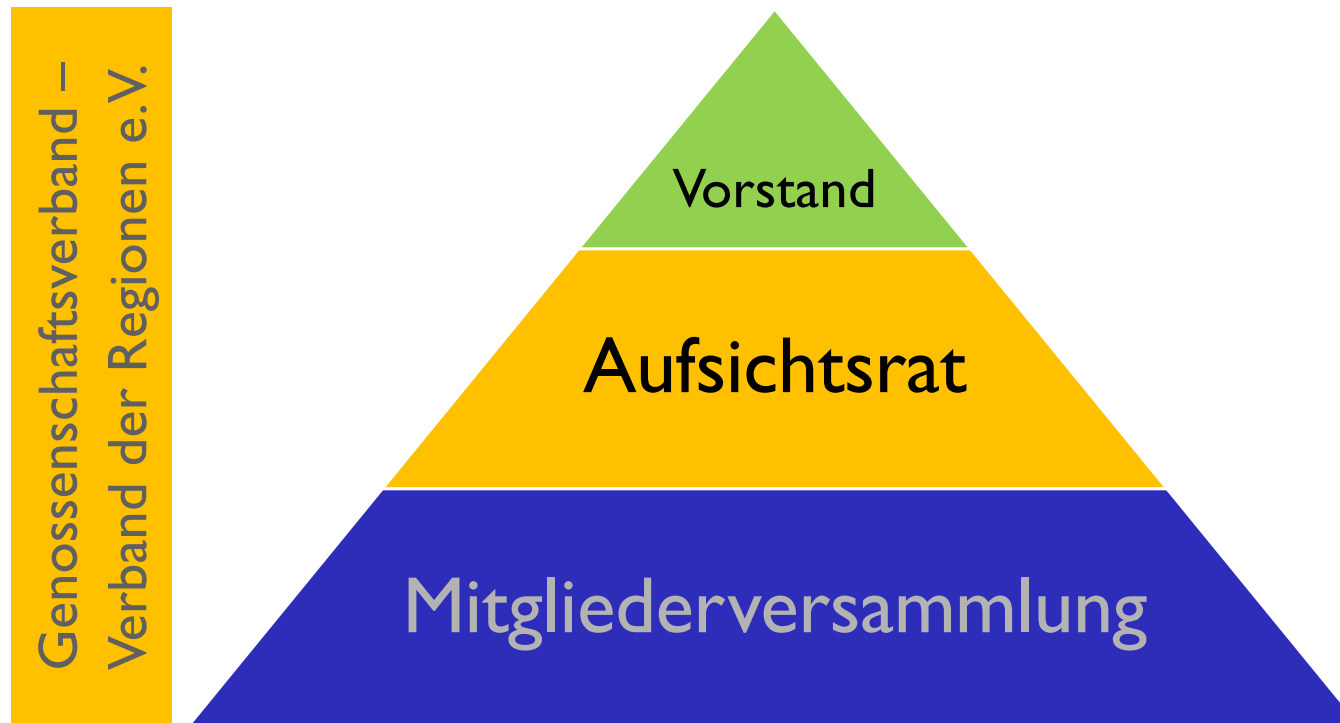 Genossenschaftsverband –
Verband der Regionen e.V.
Vorstand
Aufsichtsrat
Mitgliederversammlung